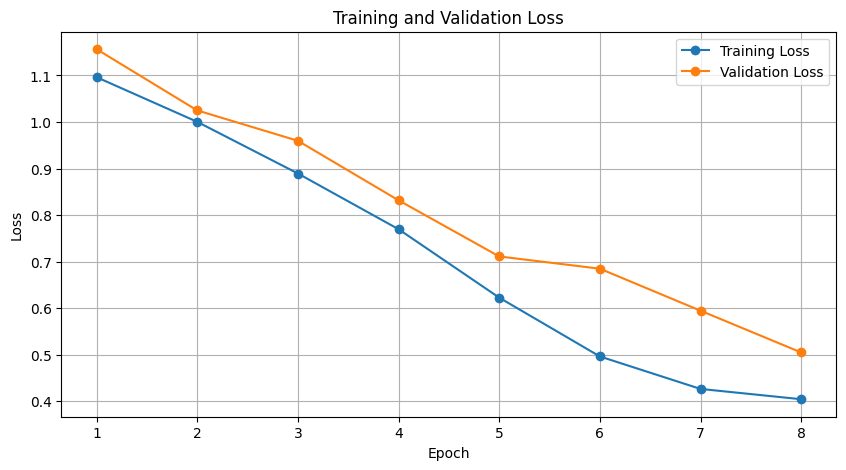 Training and Validation Loss
Training Loss
Validation Loss
Loss
1.1
1.0
0.9
0.8
0.7
0.6
0.5
0.4
1 2 3 4 5 6 7 8
Epoch